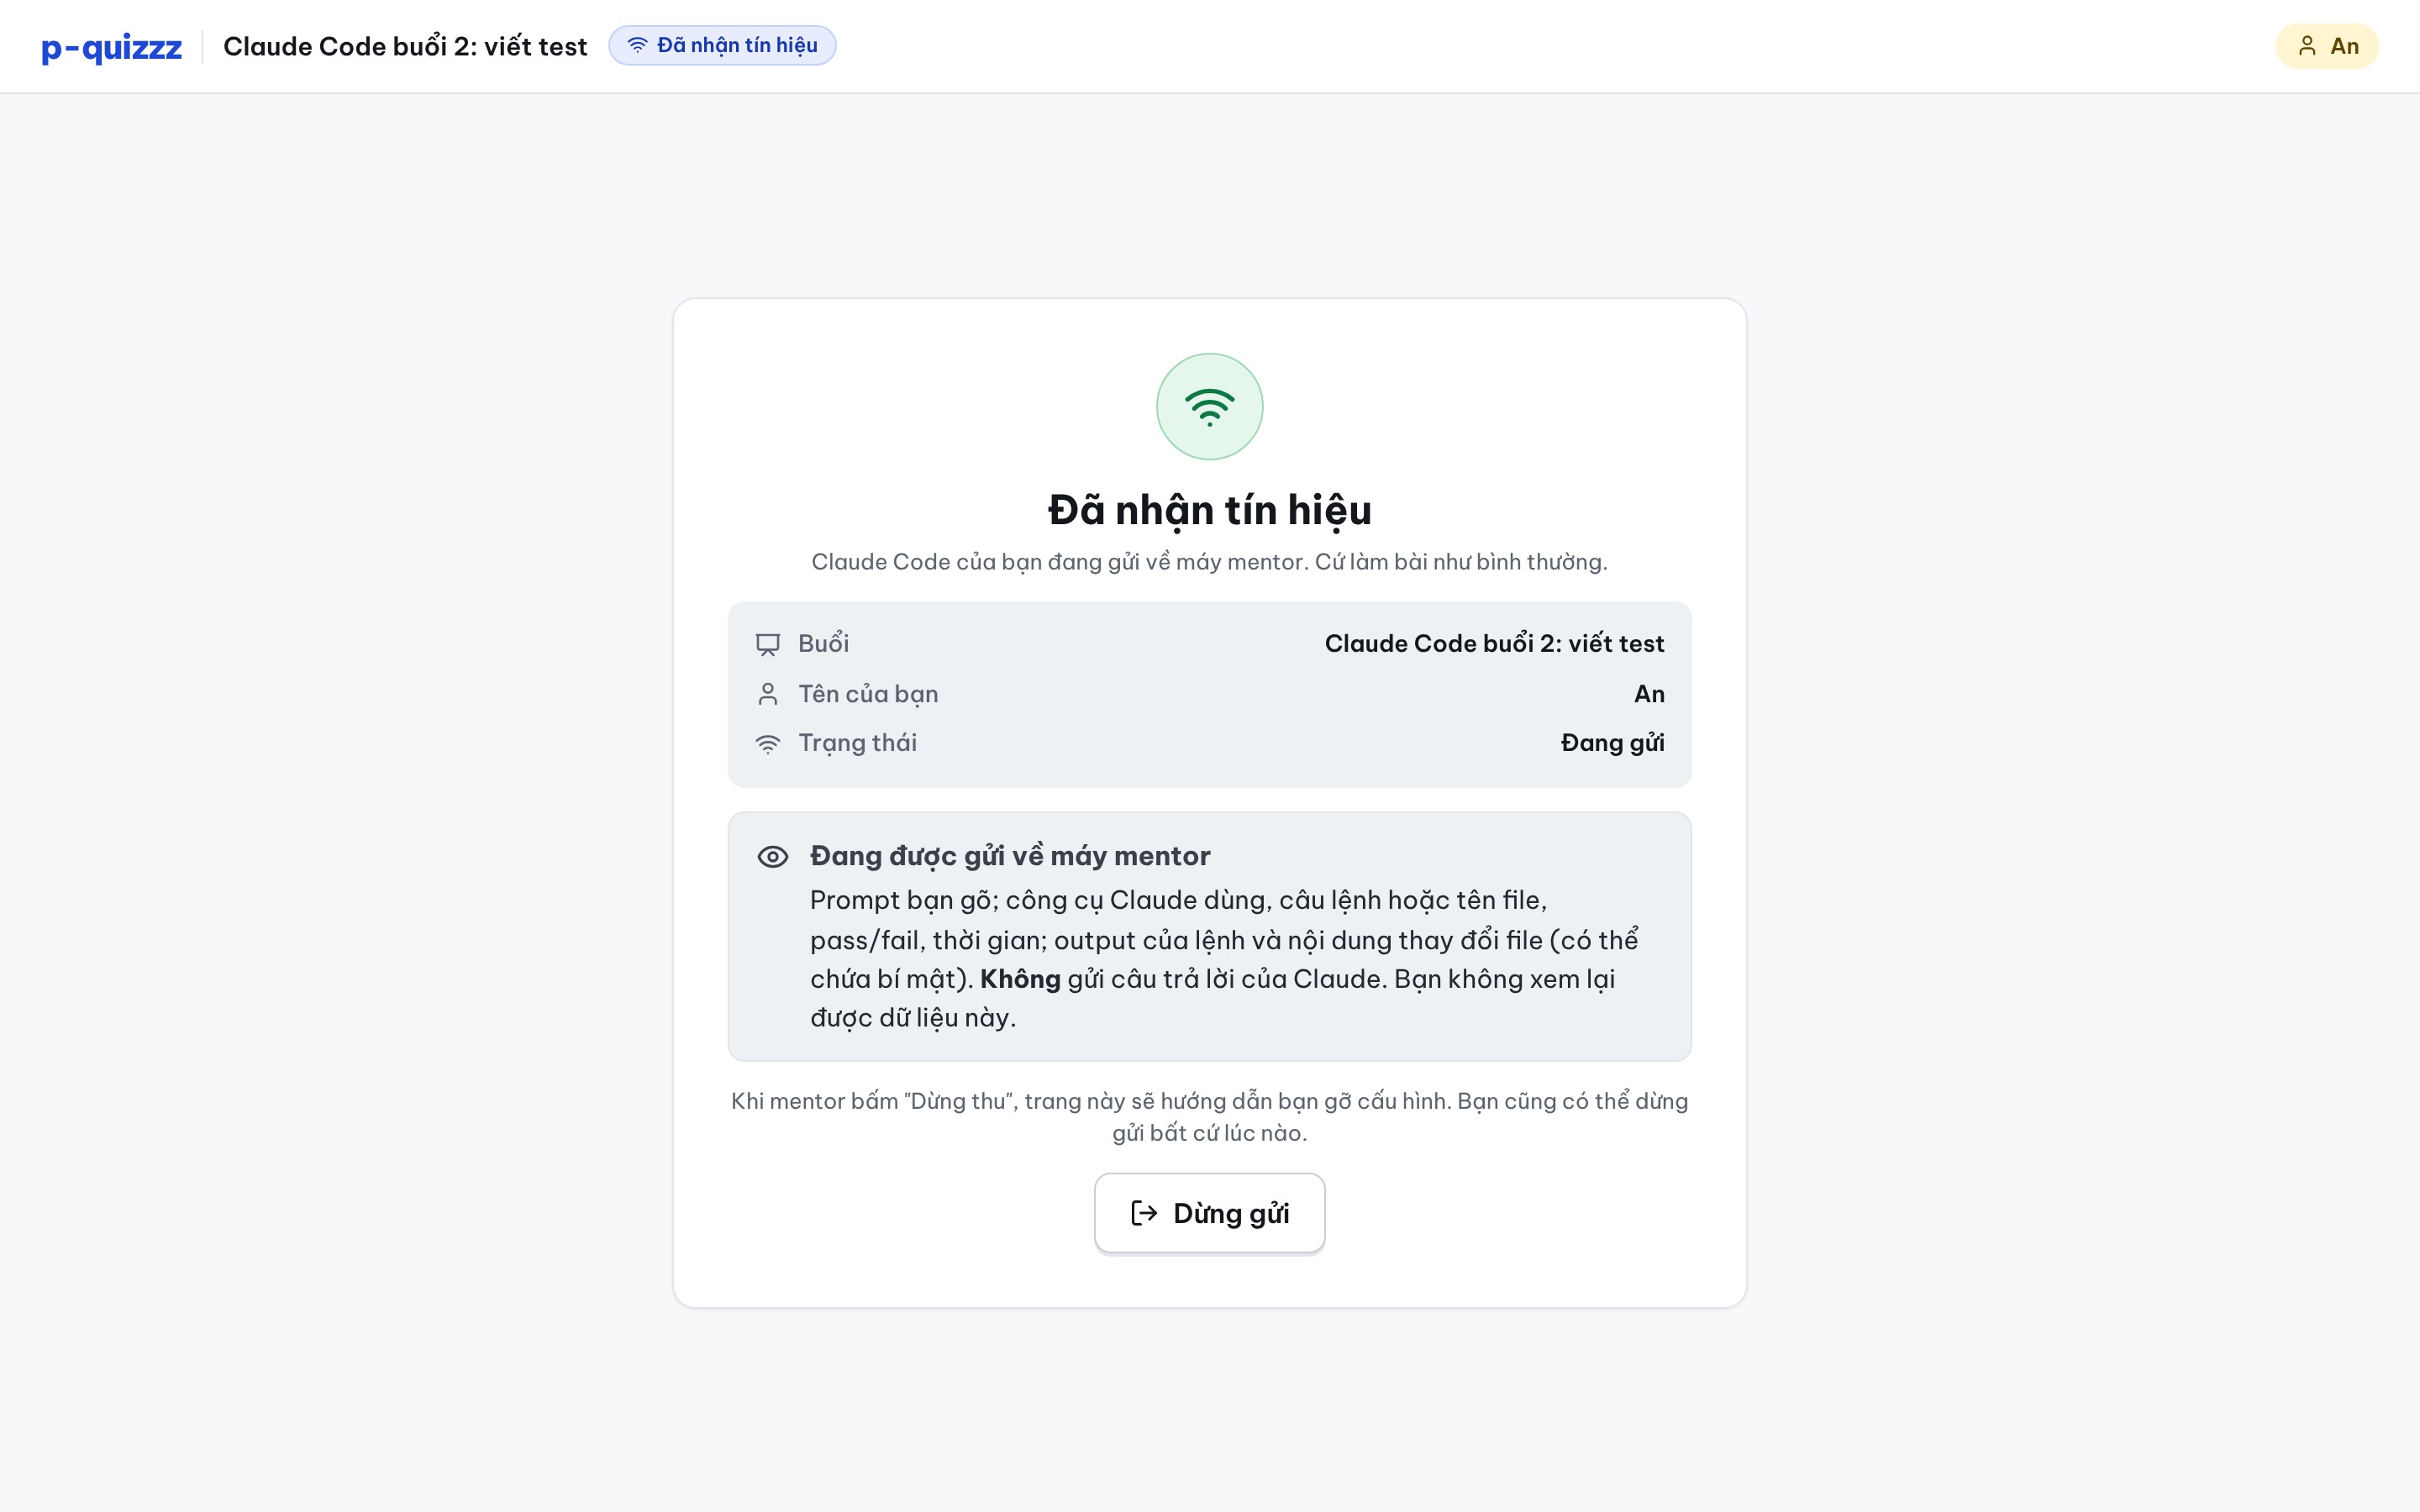 p-quizzz
Claude Code buổi 2: viết test
Đã nhận tín hiệu
An
Đã nhận tín hiệu
Claude Code của bạn đang gửi về máy mentor. Cứ làm bài như bình thường.
Buổi
Claude Code buổi 2: viết test
Tên của bạn
An
Trạng thái
Đang gửi
Đang được gửi về máy mentor
Prompt bạn gõ; công cụ Claude dùng, câu lệnh hoặc tên file,
pass/fail, thời gian; output của lệnh và nội dung thay đổi file (có thể
chứa bí mật). Không gửi câu trả lời của Claude. Bạn không xem lại
được dữ liệu này.
Khi mentor bấm "Dừng thu", trang này sẽ hướng dẫn bạn gỡ cấu hình. Bạn cũng có thể dừng
gửi bất cứ lúc nào.
Dừng gửi